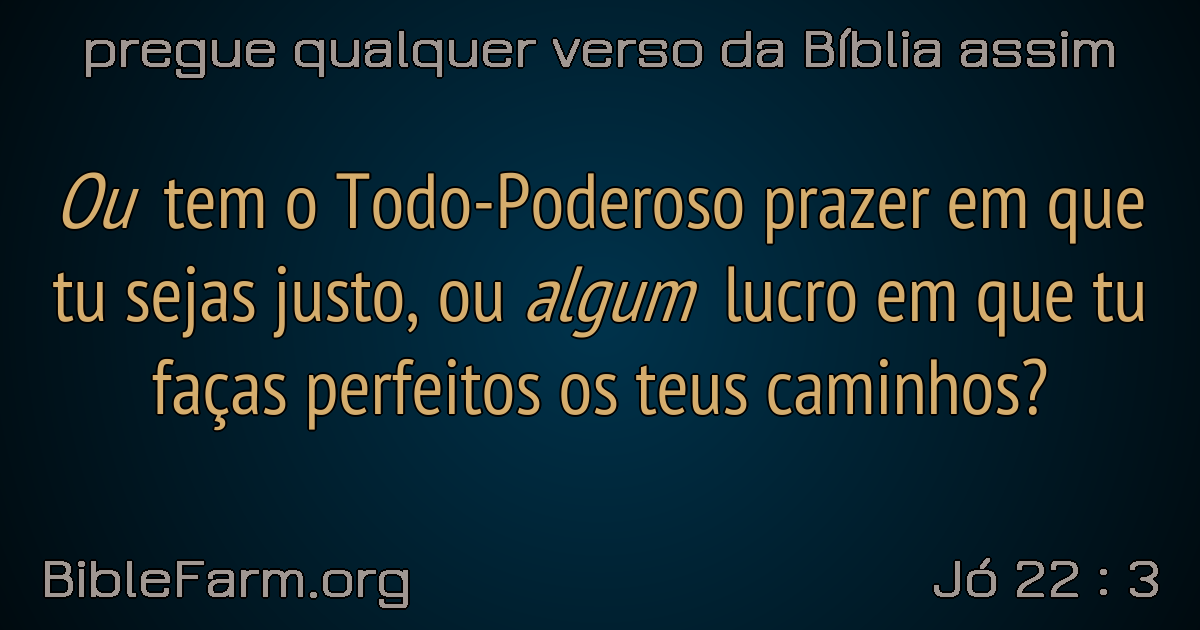 pregue qualquer verso da Bíblia assim
Ou tem o Todo-Poderoso prazer em que
tu sejas justo, ou algum lucro em que tu
faças perfeitos os teus caminhos?
BibleFarm.org
Jó 22 : 3